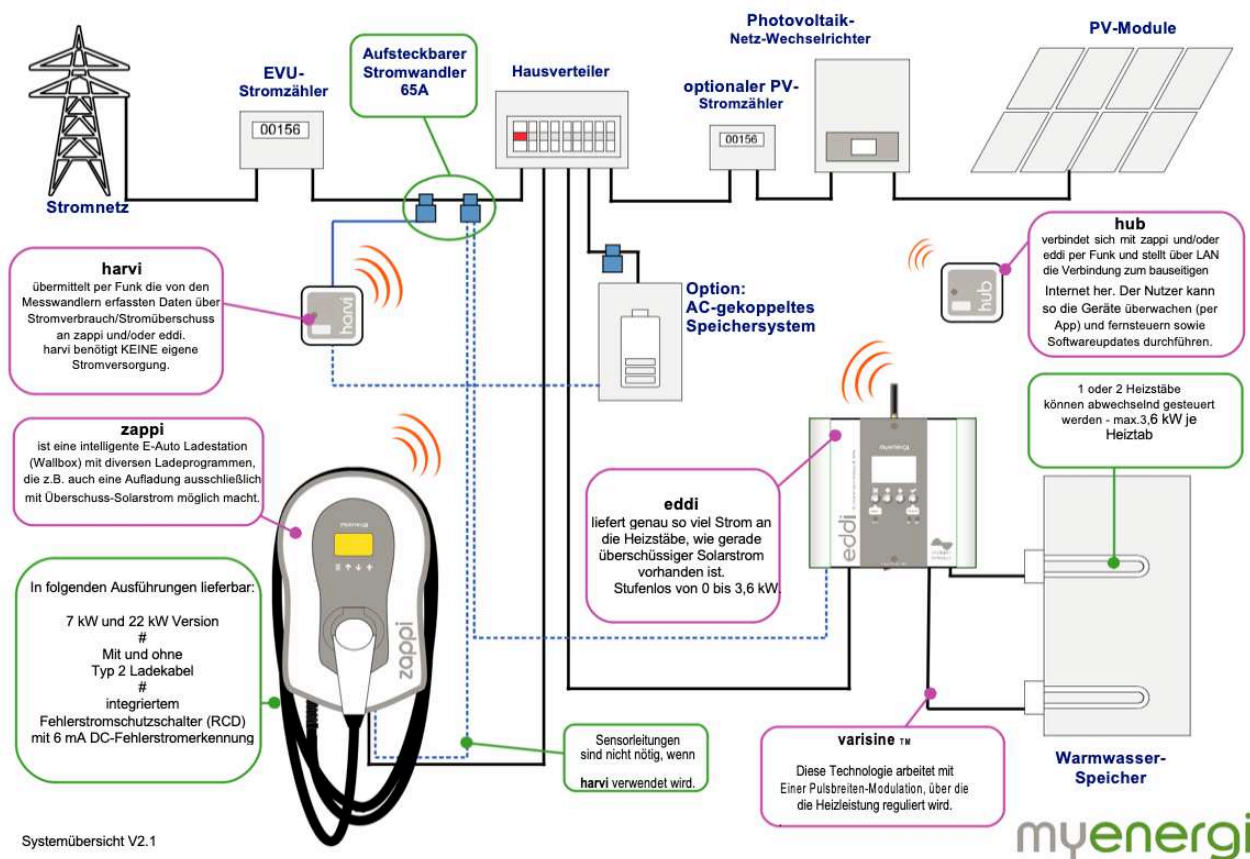 Photovoltaik-
Netz-Wechselrichter
PV-Module
Aufsteckbarer
Stromwandler
65A
EVU-
Stromzähler
Hausverteiler
optionaler PV-
Stromzähler
00156
00156
Stromnetz
harvi
übermittelt per Funk die von den
Messwandlern erfassten Daten über
Stromverbrauch/Stromüberschuss
an zappi und/oder eddi.
harvi benötigt KEINE eigene
Stromversorgung.
harvi
Option:
AC-gekoppeltes
Speichersystem
hub
hub
verbindet sich mit zappi und/oder
eddi per Funk und stellt über LAN
die Verbindung zum bauseitigen
Internet her. Der Nutzer kann
so die Geräte überwachen (per
App) und fernsteuern sowie
Softwareupdates durchführen.
1 oder 2 Heizstäbe
können abwechselnd gesteuert
werden - max.3,6 kW je
Heiztab
zappi
ist eine intelligente E-Auto Ladestation
(Wallbox) mit diversen Ladeprogrammen,
die z.B. auch eine Aufladung ausschließlich
mit Überschuss-Solarstrom möglich macht.
eddi
liefert genau so viel Strom an
die Heizstäbe, wie gerade
überschüssiger Solarstrom
vorhanden ist.
Stufenlos von 0 bis 3,6 kW.
myenergi
eddi
In folgenden Ausführungen lieferbar:
7 kW und 22 kW Version
#
Mit und ohne
Typ 2 Ladekabel
#
integriertem
Fehlerstromschutzschalter (RCD)
mit 6 mA DC-Fehlerstromerkennung
myenergi
zappi
Sensorleitungen
sind nicht nötig, wenn
harvi verwendet wird.
varisine TM
Diese Technologie arbeitet mit
Einer Pulsbreiten-Modulation, über die
die Heizleistung reguliert wird.
.
Warmwasser-
Speicher
Systemübersicht V2.1
myenergi